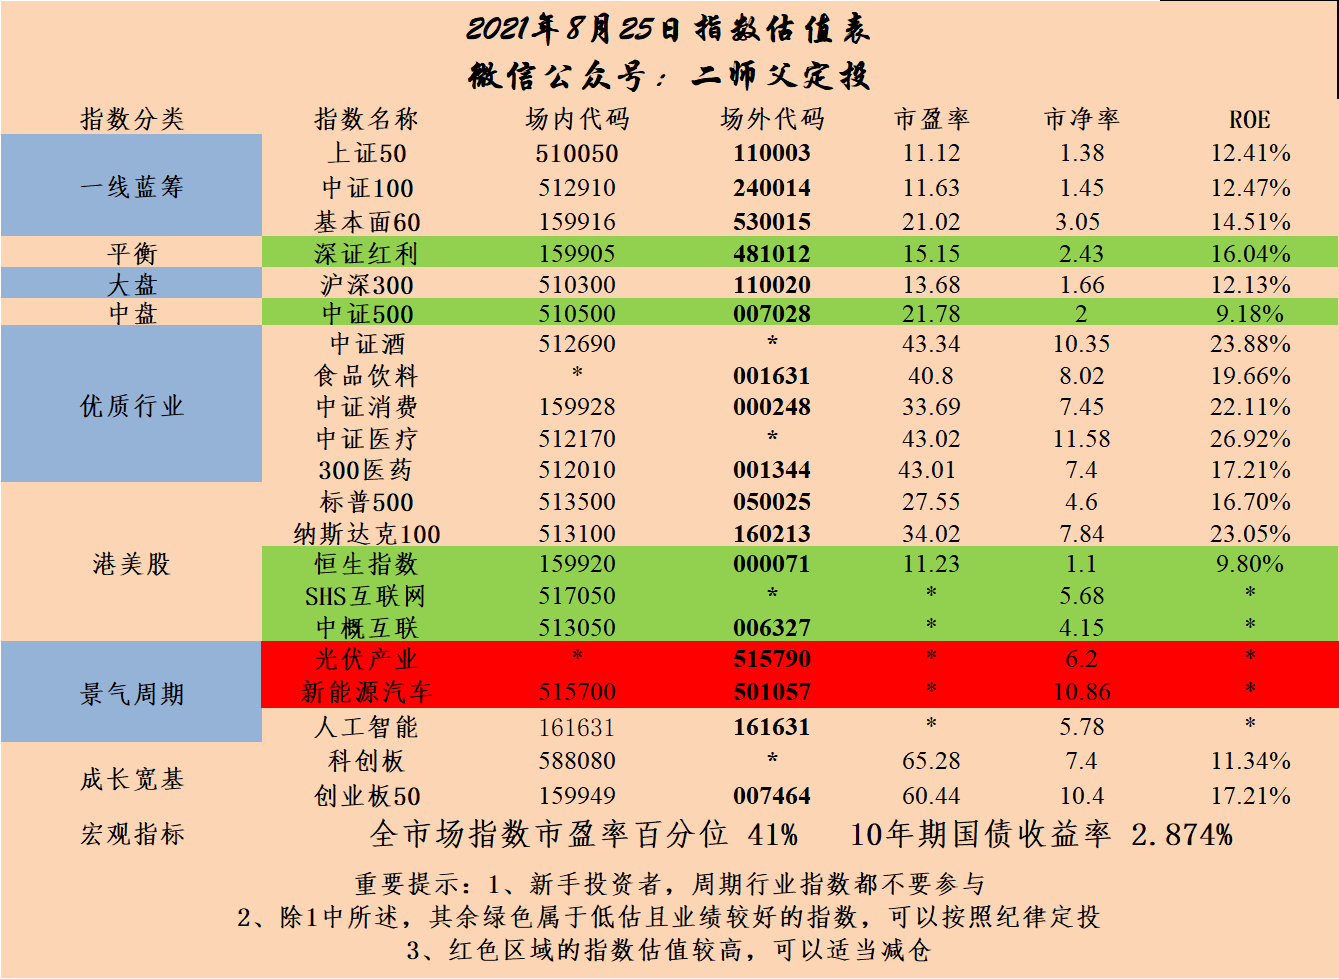 2021年8月25日指数估值表
微信公众号：二师父定投
指数分类 指数名称 场内代码 场外代码 市盈率 市净率 ROE
一线蓝筹 上证50 510050 110003 11.12 1.38 12.41%
中证100 512910 240014 11.63 1.45 12.47%
基本面60 159916 530015 21.02 3.05 14.51%
平衡 深证红利 159905 481012 15.15 2.43 16.04%
大盘 沪深300 510300 110020 13.68 1.66 12.13%
中盘 中证500 510500 007028 21.78 2 9.18%
优质行业 中证酒 512690 * 43.34 10.35 23.88%
食品饮料 * 001631 40.8 8.02 19.66%
中证消费 159928 000248 33.69 7.45 22.11%
中证医疗 512170 * 43.02 11.58 26.92%
300医药 512010 001344 43.01 7.4 17.21%
港美股 标普500 513500 050025 27.55 4.6 16.70%
纳斯达克100 513100 160213 34.02 7.84 23.05%
恒生指数 159920 000071 11.23 1.1 9.80%
SHS互联网 517050 * * 5.68 *
中概互联 513050 006327 * 4.15 *
景气周期 光伏产业 * 515790 * 6.2 *
新能源汽车 515700 501057 * 10.86 *
人工智能 161631 161631 * 5.78 *
成长宽基 科创板 588080 * 65.28 7.4 11.34%
创业板50 159949 007464 60.44 10.4 17.21%
宏观指标 全市场指数市盈率百分位 41% 10年期国债收益率 2.874%
重要提示：1、新手投资者，周期行业指数都不要参与
2、除1中所述，其余绿色属于低估且业绩较好的指数，可以按照纪律定投
3、红色区域的指数估值较高，可以适当减仓